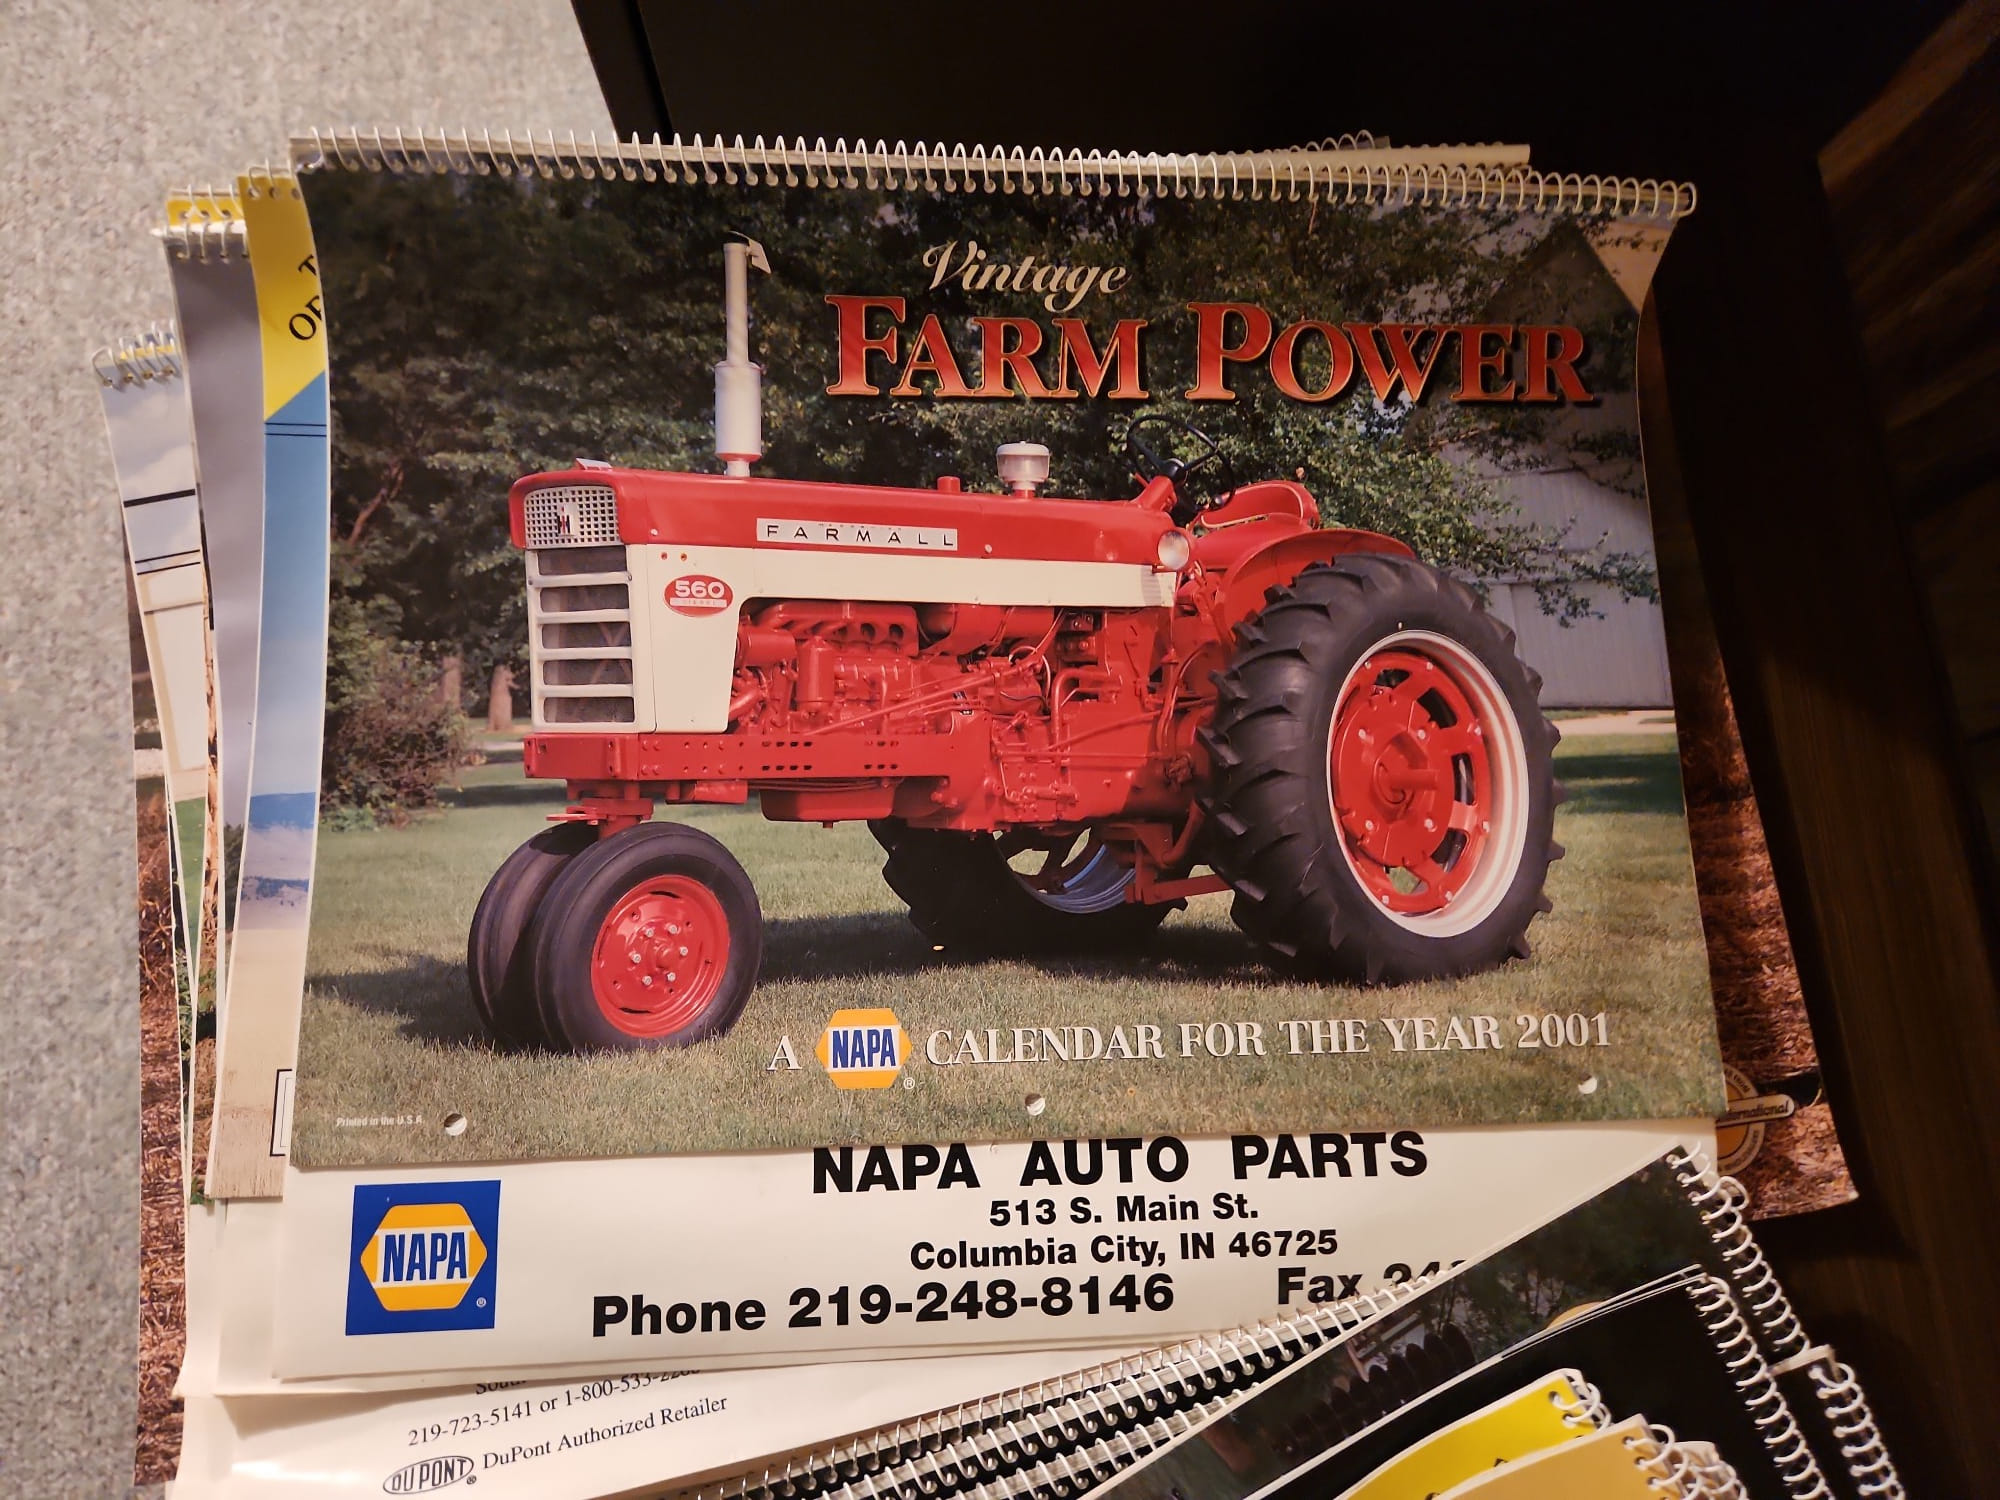 Vintage
FARM POWER
FARMALL
560
DIESEL
A NAPA ® CALENDAR FOR THE YEAR 2001
Printed in the U.S.A.
NAPA AUTO PARTS
513 S. Main St.
Columbia City, IN 46725
Phone 219-248-8146 Fax
NAPA ®
219-723-5141 or 1-800-533-
DUPONT ® DuPont Authorized Retailer